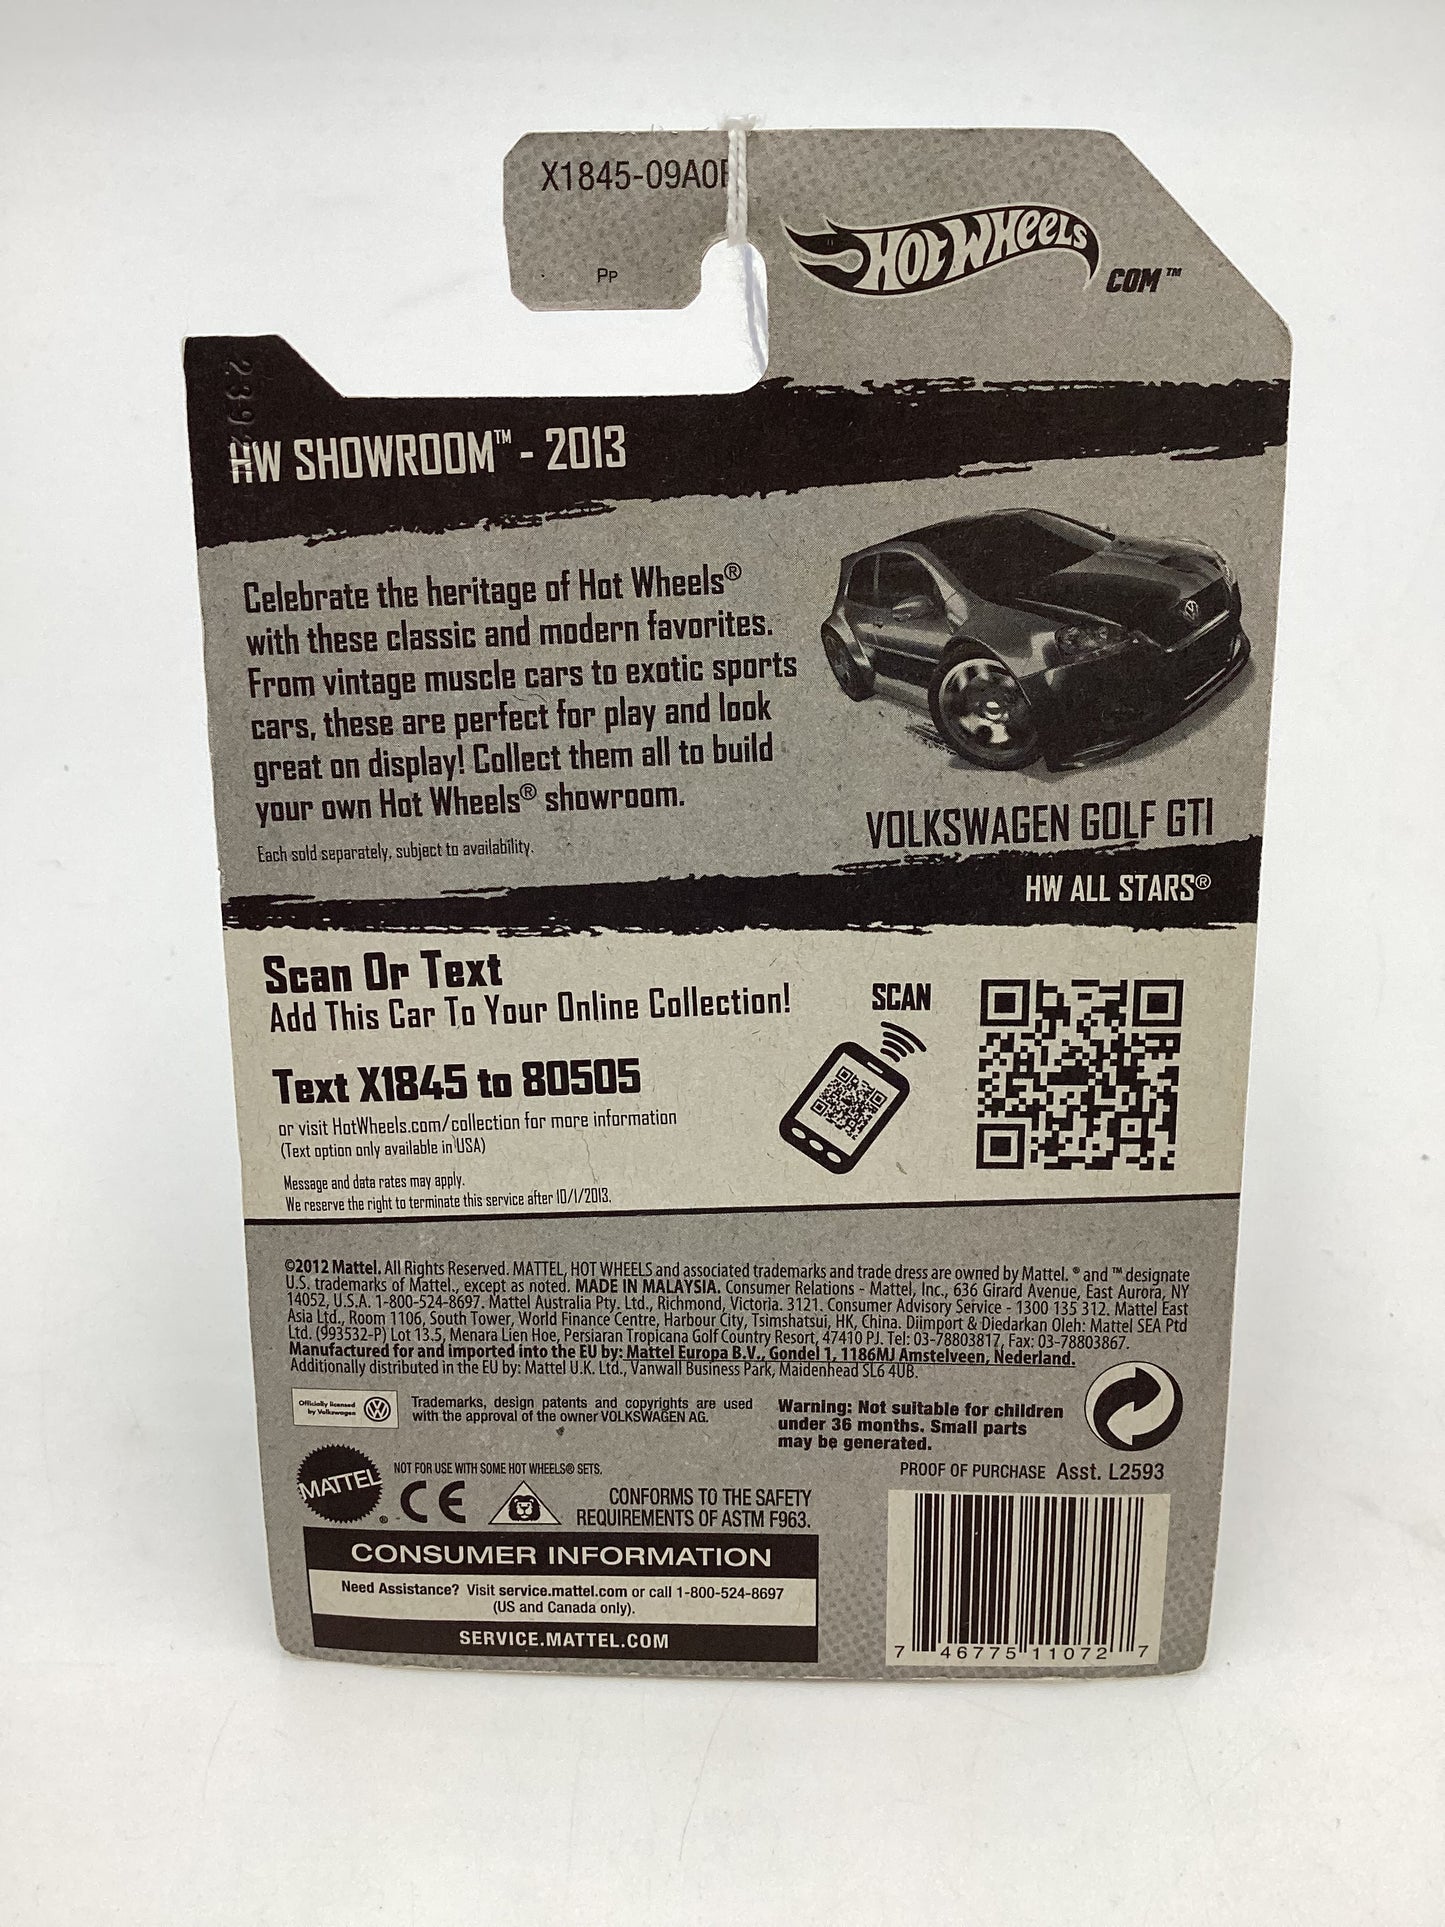 X1845-09A0
Pp
HOT WHEELS
COM™
HW SHOWROOM™ - 2013
Celebrate the heritage of Hot Wheels®
with these classic and modern favorites.
From vintage muscle cars to exotic sports
cars, these are perfect for play and look
great on display! Collect them all to build
your own Hot Wheels® showroom.
Each sold separately, subject to availability.
VOLKSWAGEN GOLF GTI
HW ALL STARS®
Scan Or Text
Add This Car To Your Online Collection!
SCAN
Text X1845 to 80505
or visit HotWheels.com/collection for more information
(Text option only available in USA)
Message and data rates may apply.
We reserve the right to terminate this service after 10/1/2013.
©2012 Mattel. All Rights Reserved. MATTEL, HOT WHEELS and associated trademarks and trade dress are owned by Mattel. ® and ™ designate
U.S. trademarks of Mattel., except as noted. MADE IN MALAYSIA. Consumer Relations - Mattel, Inc., 636 Girard Avenue, East Aurora, NY
14052, U.S.A. 1-800-524-8697. Mattel Australia Pty. Ltd., Richmond, Victoria. 3121. Consumer Advisory Service - 1300 135 312. Mattel East
Asia Ltd., Room 1106, South Tower, World Finance Centre, Harbour City, Tsimshatsui, HK, China. Diimport & Diedarkan Oleh: Mattel SEA Ptd
Ltd. (993532-P) Lot 13.5, Menara Lien Hoe, Persiaran Tropicana Golf Country Resort, 47410 PJ. Tel: 03-78803817, Fax: 03-78803867.
Manufactured for and imported into the EU by: Mattel Europa B.V., Gondel 1, 1186MJ Amstelveen, Nederland.
Additionally distributed in the EU by: Mattel U.K. Ltd., Vanwall Business Park, Maidenhead SL6 4UB.
Officially licensed
by Volkswagen
Trademarks, design patents and copyrights are used
with the approval of the owner VOLKSWAGEN AG.
Warning: Not suitable for children
under 36 months. Small parts
may be generated.
MATTEL®
NOT FOR USE WITH SOME HOT WHEELS® SETS.
CE
CONFORMS TO THE SAFETY
REQUIREMENTS OF ASTM F963.
PROOF OF PURCHASE Asst. L2593
CONSUMER INFORMATION
Need Assistance? Visit service.mattel.com or call 1-800-524-8697
(US and Canada only).
SERVICE.MATTEL.COM
7 46775 11072 7